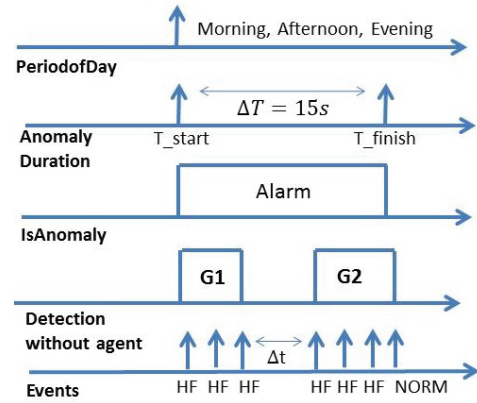 Morning, Afternoon, Evening
PeriodofDay
ΔT = 15s
T_start
T_finish
Anomaly
Duration
Alarm
IsAnomaly
G1
G2
Detection
without agent
Δt
Events
HF HF HF HF HF HF NORM